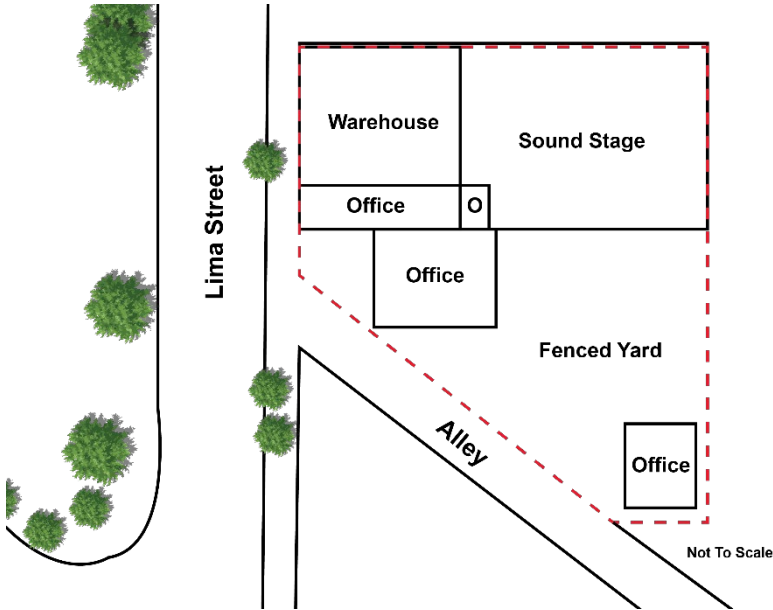 Warehouse
Sound Stage
Office
O
Lima Street
Office
Fenced Yard
Alley
Office
Not To Scale